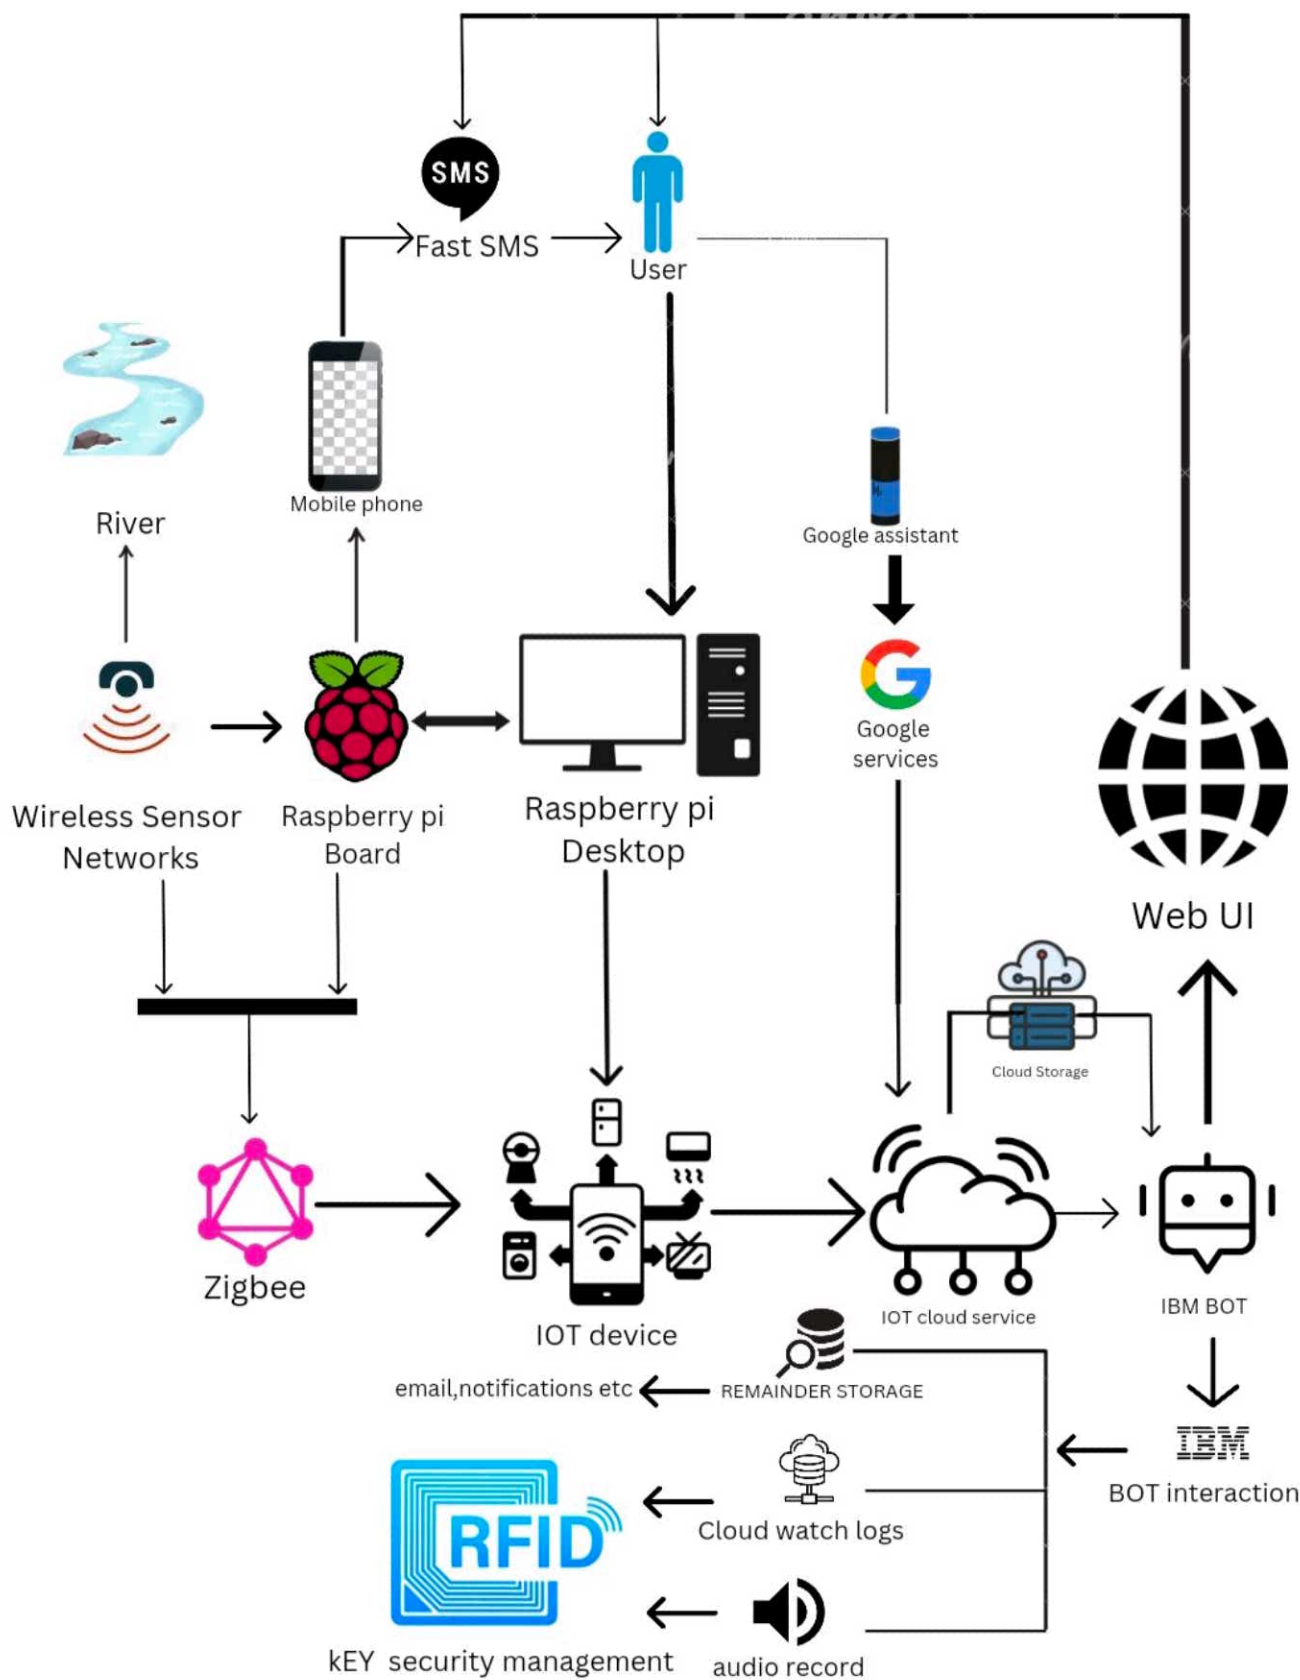 SMS
Fast SMS
User
Mobile phone
River
Google assistant
Google
services
Wireless Sensor
Networks
Raspberry pi
Board
Raspberry pi
Desktop
Web UI
Cloud Storage
Zigbee
IOT device
IOT cloud service
IBM BOT
email,notifications etc
REMAINDER STORAGE
IBM
BOT interaction
Cloud watch logs
RFID
kEY security management
audio record